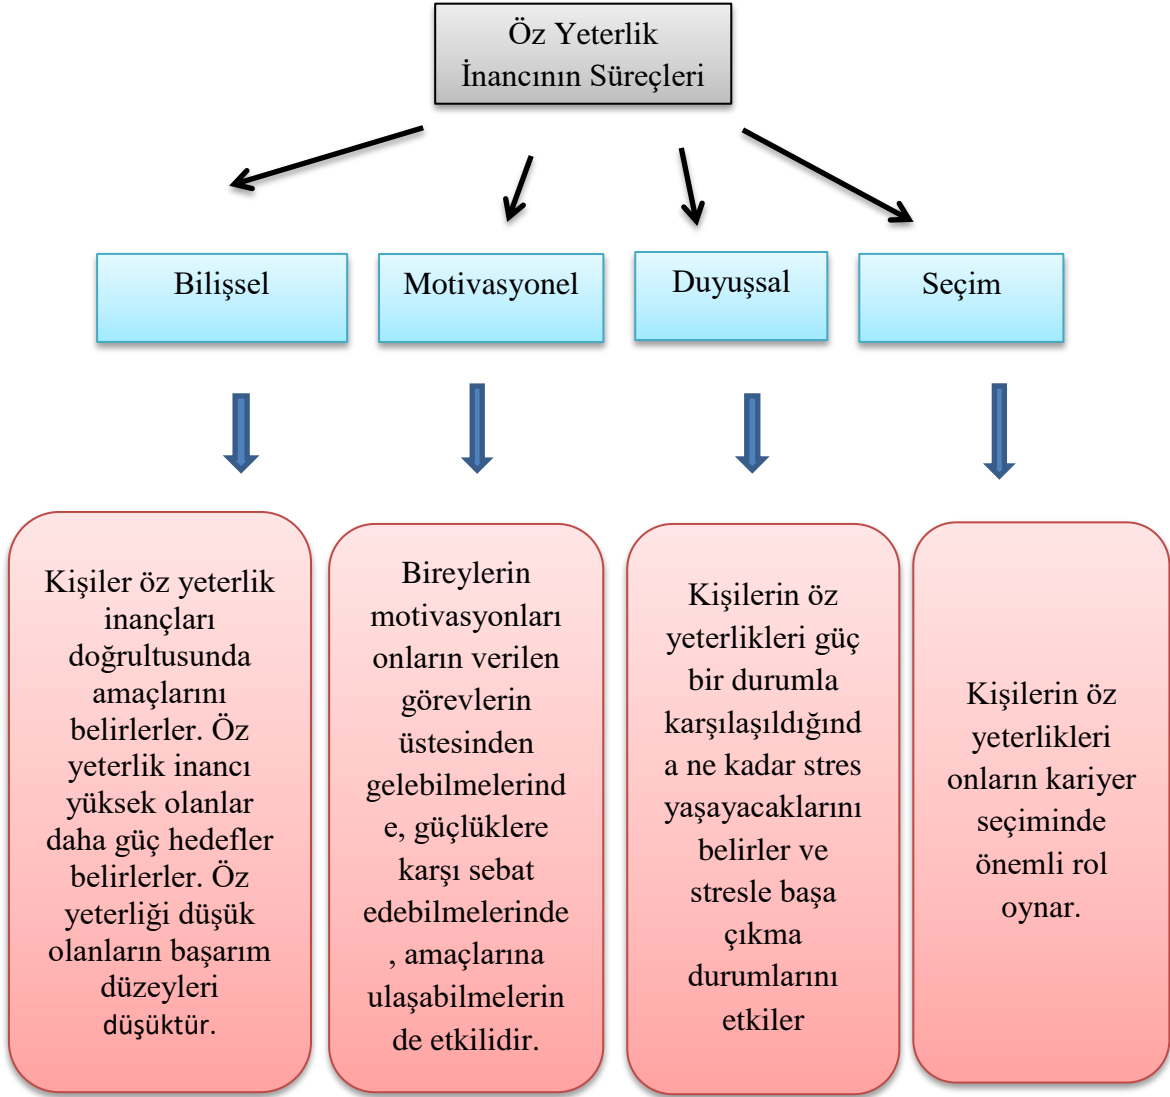 Öz Yeterlik
İnancının Süreçleri
Bilişsel
Motivasyonel
Duyuşsal
Seçim
Kişiler öz yeterlik
inançları
doğrultusunda
amaçlarını
belirlerler. Öz
yeterlik inancı
yüksek olanlar
daha güç hedefler
belirlerler. Öz
yeterliği düşük
olanların başarım
düzeyleri
düşüktür.
Bireylerin
motivasyonları
onların verilen
görevlerin
üstesinden
gelebilmelerind
e, güçlüklere
karşı sebat
edebilmelerinde
, amaçlarına
ulaşabilmelerin
de etkilidir.
Kişilerin öz
yeterlikleri güç
bir durumla
karşılaşıldığınd
a ne kadar stres
yaşayacaklarını
belirler ve
stresle başa
çıkma
durumlarını
etkiler
Kişilerin öz
yeterlikleri
onların kariyer
seçiminde
önemli rol
oynar.